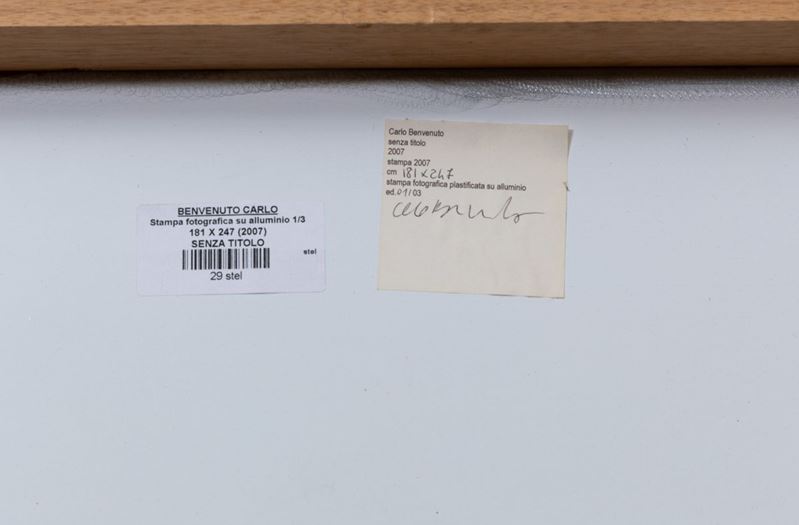 BENVENUTO CARLO
Stampa fotografica su alluminio 1/3
181 X 247 (2007)
SENZA TITOLO
stel
29 stel
Carlo Benvenuto
senza titolo
2007
stampa 2007
cm 181 x 247
stampa fotografica plastificata su alluminio
ed. 01/03